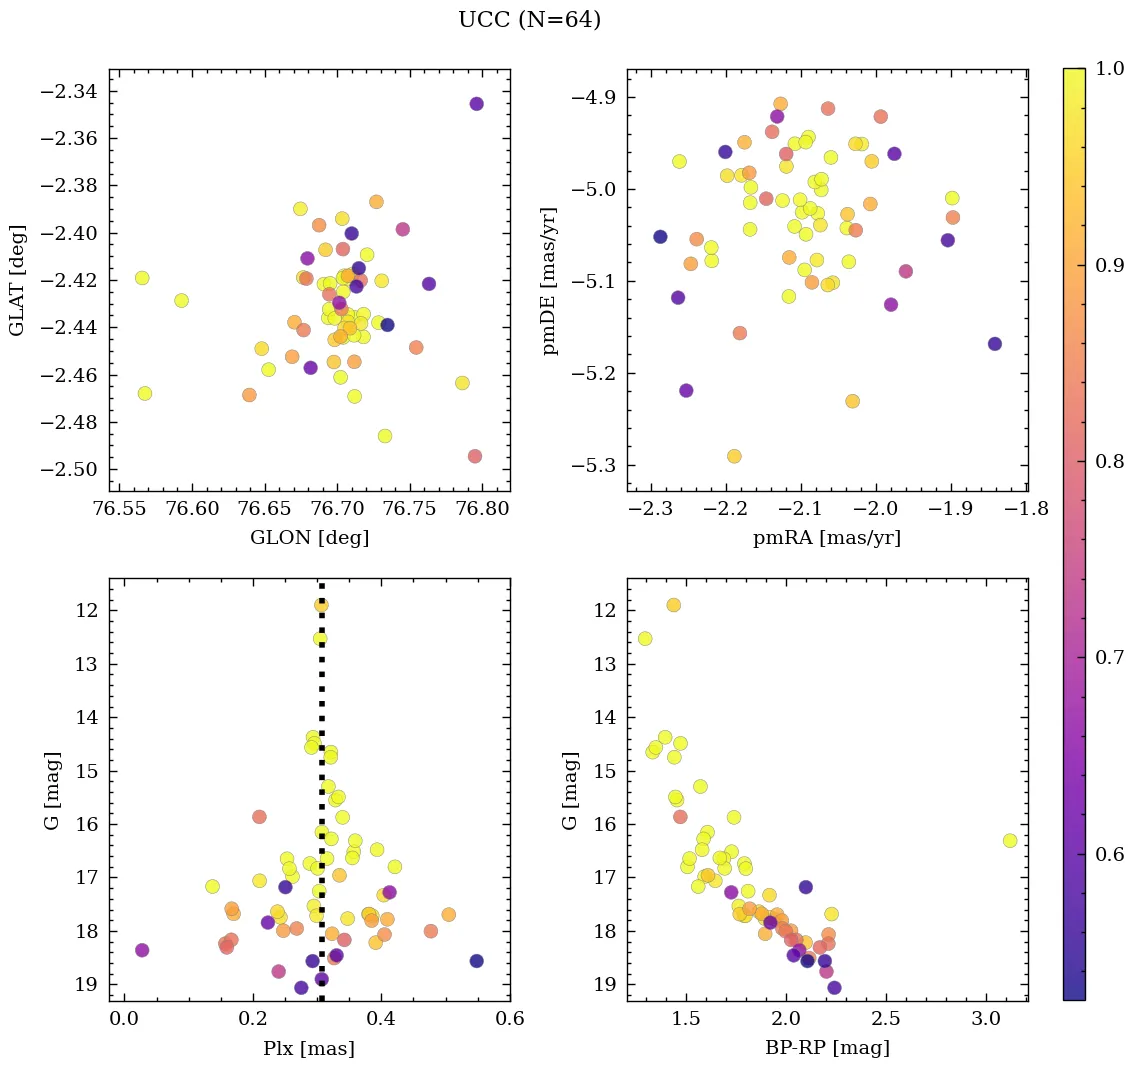 UCC (N=64)
−2.34
−2.36
−2.38
−2.40
−2.42
−2.44
−2.46
−2.48
−2.50
GLAT [deg]
76.55 76.60 76.65 76.70 76.75 76.80
GLON [deg]
−4.9
−5.0
−5.1
−5.2
−5.3
pmDE [mas/yr]
−2.3 −2.2 −2.1 −2.0 −1.9 −1.8
pmRA [mas/yr]
12
13
14
15
16
17
18
19
G [mag]
0.0 0.2 0.4 0.6
Plx [mas]
12
13
14
15
16
17
18
19
G [mag]
1.5 2.0 2.5 3.0
BP-RP [mag]
1.0
0.9
0.8
0.7
0.6